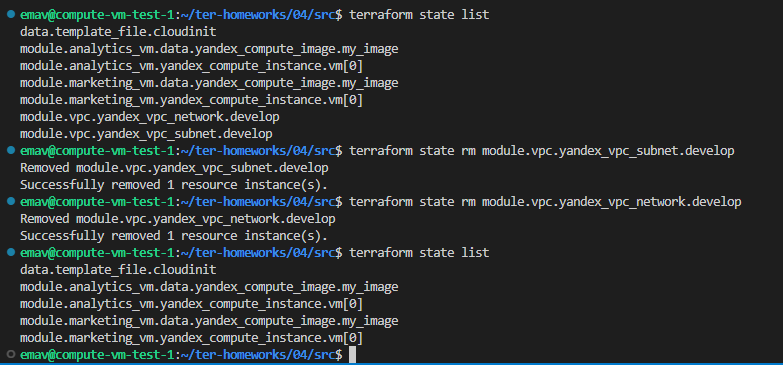 emav@compute-vm-test-1:~/ter-homeworks/04/src$ terraform state list
data.template_file.cloudinit
module.analytics_vm.data.yandex_compute_image.my_image
module.analytics_vm.yandex_compute_instance.vm[0]
module.marketing_vm.data.yandex_compute_image.my_image
module.marketing_vm.yandex_compute_instance.vm[0]
module.vpc.yandex_vpc_network.develop
module.vpc.yandex_vpc_subnet.develop
emav@compute-vm-test-1:~/ter-homeworks/04/src$ terraform state rm module.vpc.yandex_vpc_subnet.develop
Removed module.vpc.yandex_vpc_subnet.develop
Successfully removed 1 resource instance(s).
emav@compute-vm-test-1:~/ter-homeworks/04/src$ terraform state rm module.vpc.yandex_vpc_network.develop
Removed module.vpc.yandex_vpc_network.develop
Successfully removed 1 resource instance(s).
emav@compute-vm-test-1:~/ter-homeworks/04/src$ terraform state list
data.template_file.cloudinit
module.analytics_vm.data.yandex_compute_image.my_image
module.analytics_vm.yandex_compute_instance.vm[0]
module.marketing_vm.data.yandex_compute_image.my_image
module.marketing_vm.yandex_compute_instance.vm[0]
emav@compute-vm-test-1:~/ter-homeworks/04/src$